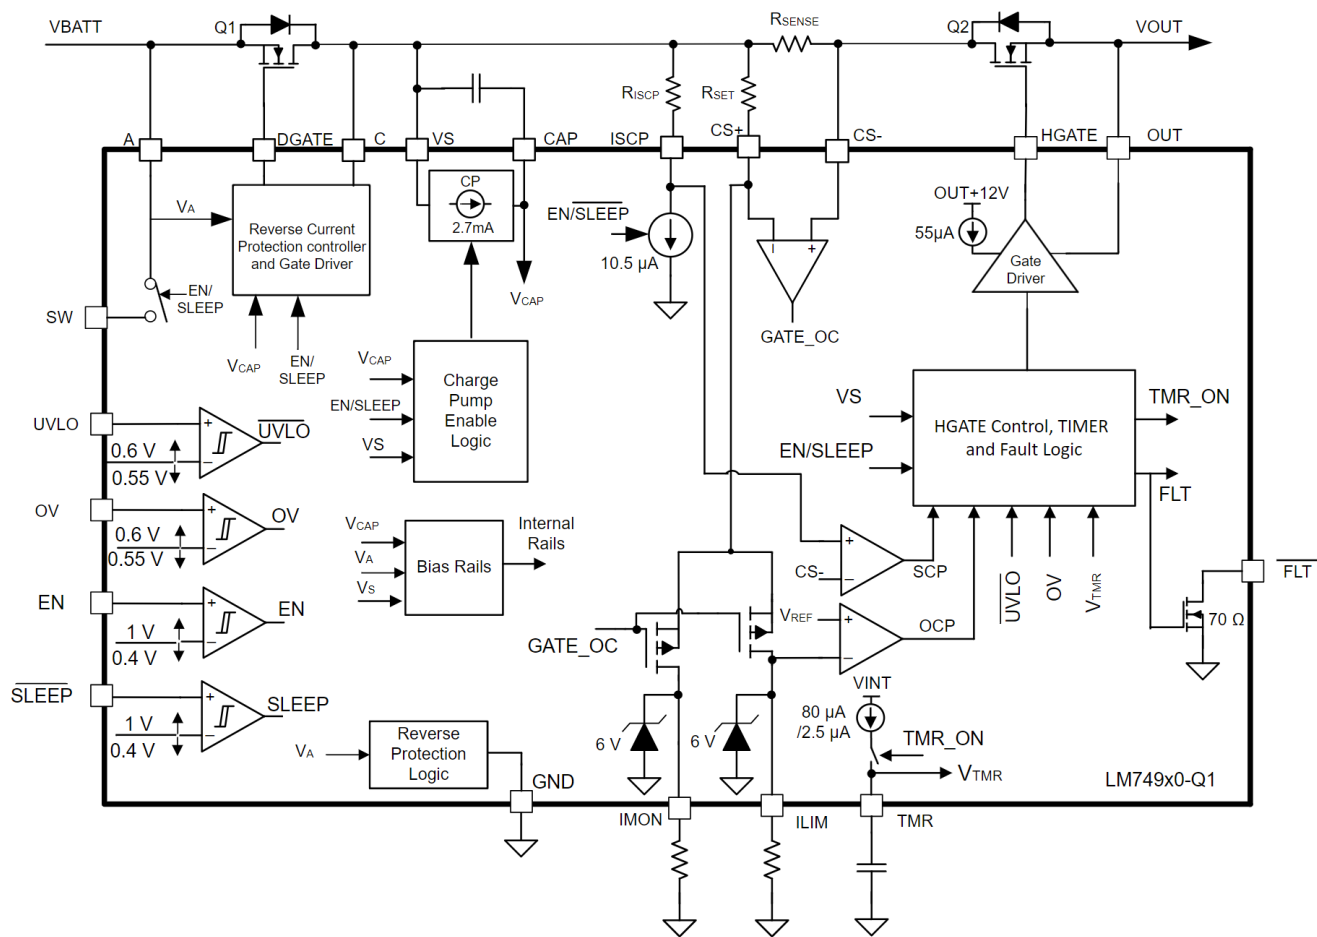 VBATT
Q1
RSENSE
Q2
VOUT
RISCP
RSET
A
DGATE
C
VS
CAP
ISCP
CS+
CS-
HGATE
OUT
VA
Reverse Current
Protection controller
and Gate Driver
CP
2.7mA
EN/SLEEP
10.5 µA
I
+
OUT+12V
55µA
Gate
Driver
EN/
SLEEP
SW
VCAP
EN/
SLEEP
VCAP
GATE_OC
VCAP
EN/SLEEP
VS
Charge
Pump
Enable
Logic
VS
EN/SLEEP
HGATE Control, TIMER
and Fault Logic
TMR_ON
FLT
UVLO
+
–
0.6 V
0.55 V
UVLO
OV
+
–
0.6 V
0.55 V
OV
VCAP
VA
VS
Bias Rails
Internal
Rails
+
–
CS-
SCP
UVLO
OV
VTMR
FLT
70 Ω
EN
+
–
1 V
0.4 V
EN
GATE_OC
VREF
+
–
OCP
SLEEP
+
–
1 V
0.4 V
SLEEP
VA
Reverse
Protection
Logic
GND
6 V
6 V
VINT
80 µA
/2.5 µA
TMR_ON
VTMR
LM749x0-Q1
IMON
ILIM
TMR